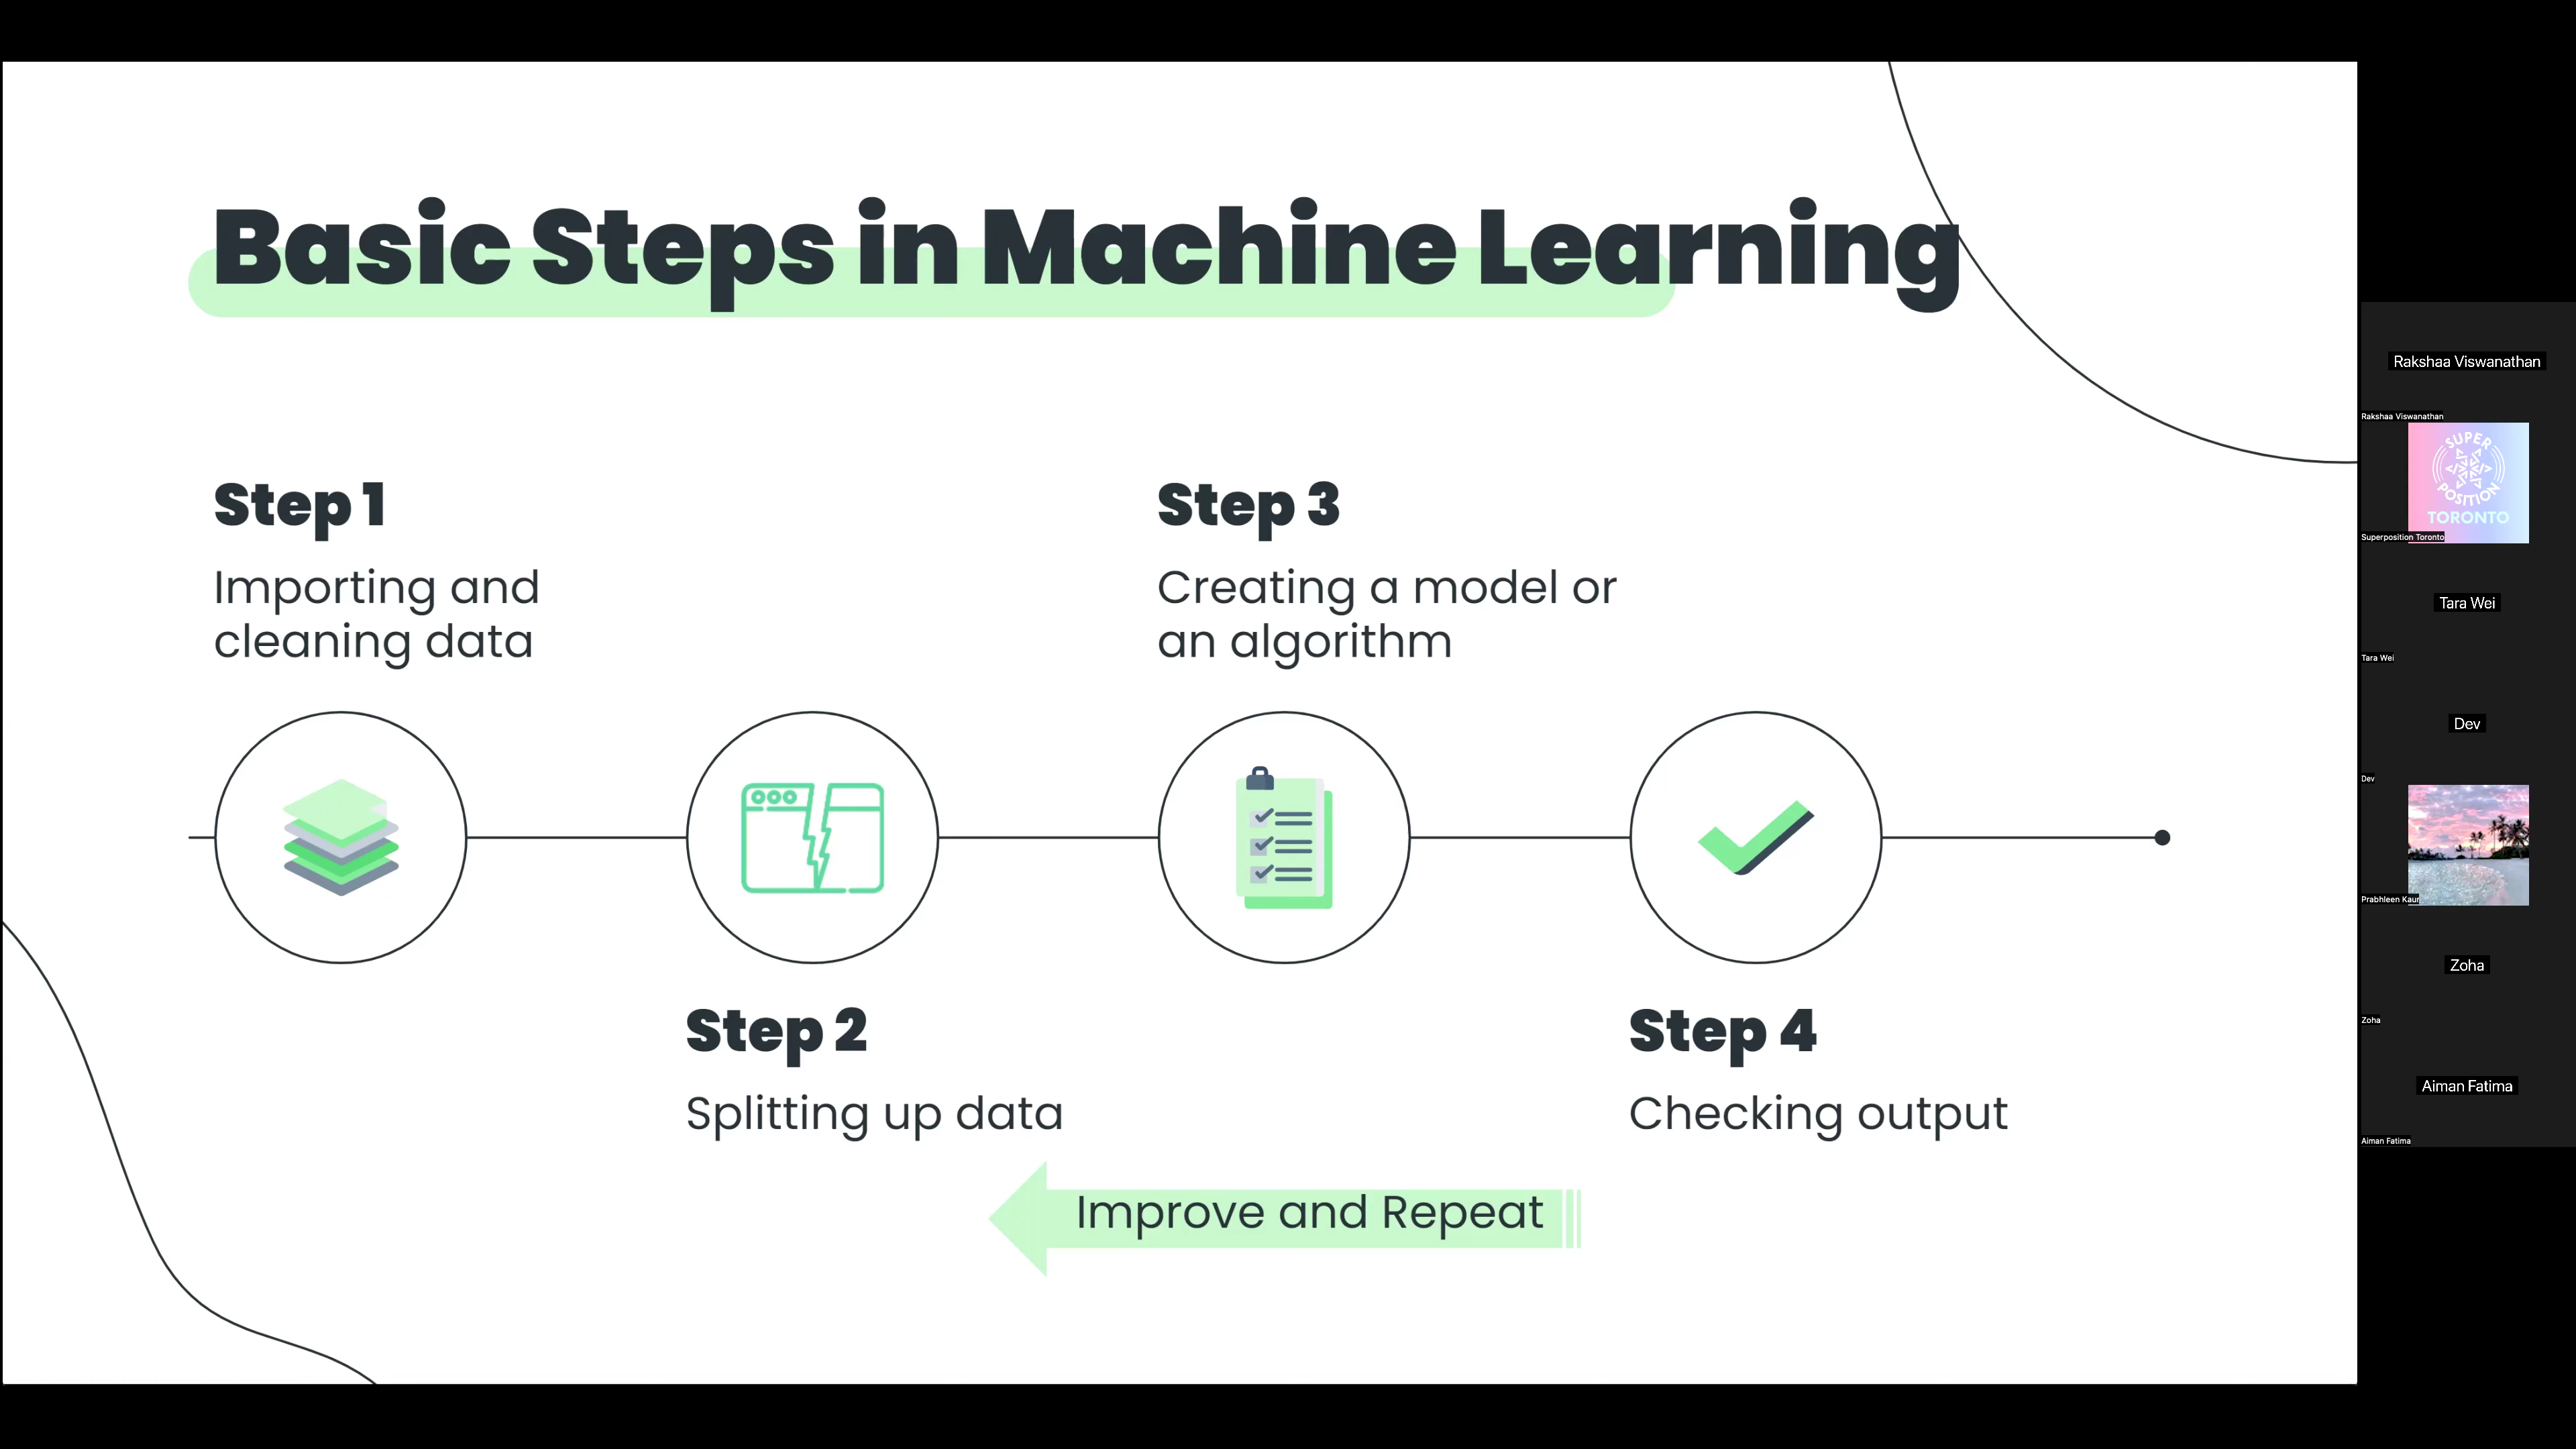 Basic Steps in Machine Learning
Step 1
Importing and
cleaning data
Step 2
Splitting up data
Step 3
Creating a model or
an algorithm
Step 4
Checking output
Improve and Repeat
Rakshaa Viswanathan
Rakshaa Viswanathan
SUPER
POSITION
TORONTO
Superposition Toronto
Tara Wei
Tara Wei
Dev
Dev
Prabhleen Kaur
Zoha
Zoha
Aiman Fatima
Aiman Fatima